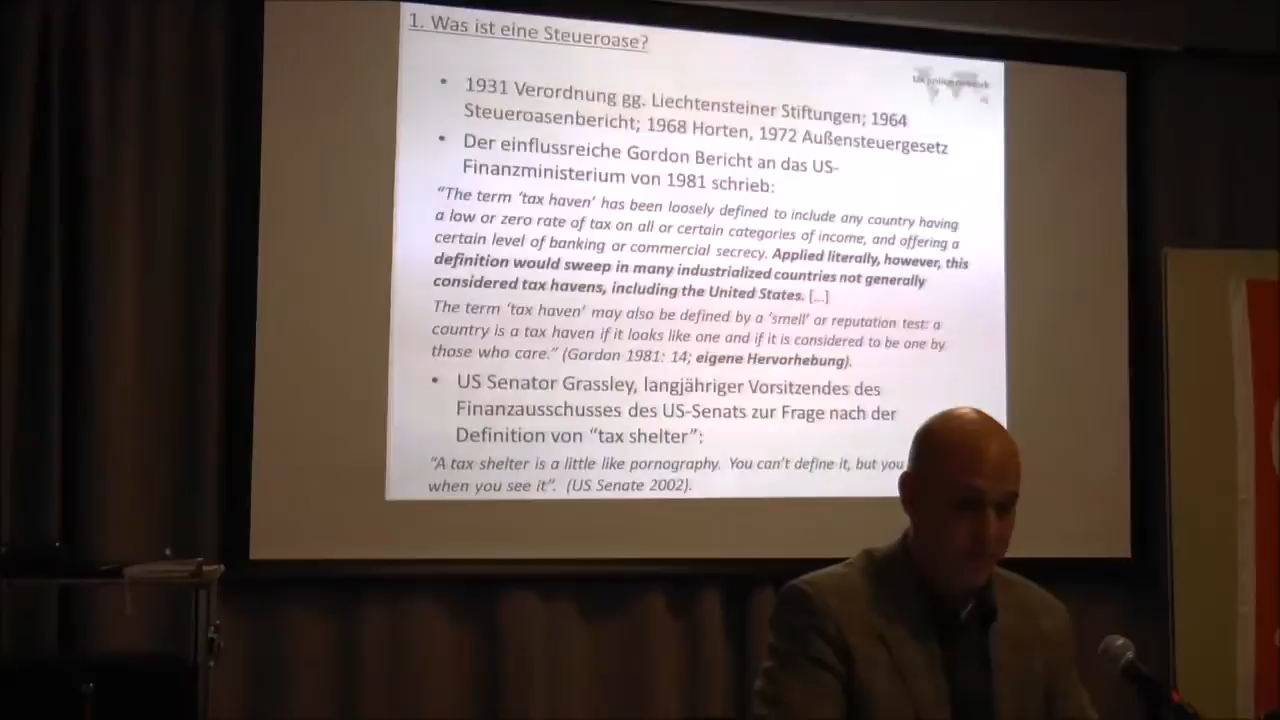 1. Was ist eine Steueroase?
tax justice network
• 1931 Verordnung gg. Liechtensteiner Stiftungen; 1964
Steueroasenbericht; 1968 Horten, 1972 Außensteuergesetz
• Der einflussreiche Gordon Bericht an das US-
Finanzministerium von 1981 schrieb:
“The term ‘tax haven’ has been loosely defined to include any country having
a low or zero rate of tax on all or certain categories of income, and offering a
certain level of banking or commercial secrecy. Applied literally, however, this
definition would sweep in many industrialized countries not generally
considered tax havens, including the United States. [...]
The term ‘tax haven’ may also be defined by a ‘smell’ or reputation test: a
country is a tax haven if it looks like one and if it is considered to be one by
those who care.” (Gordon 1981: 14; eigene Hervorhebung).
• US Senator Grassley, langjähriger Vorsitzendes des
Finanzausschusses des US-Senats zur Frage nach der
Definition von “tax shelter”:
“A tax shelter is a little like pornography. You can’t define it, but you
when you see it”. (US Senate 2002).